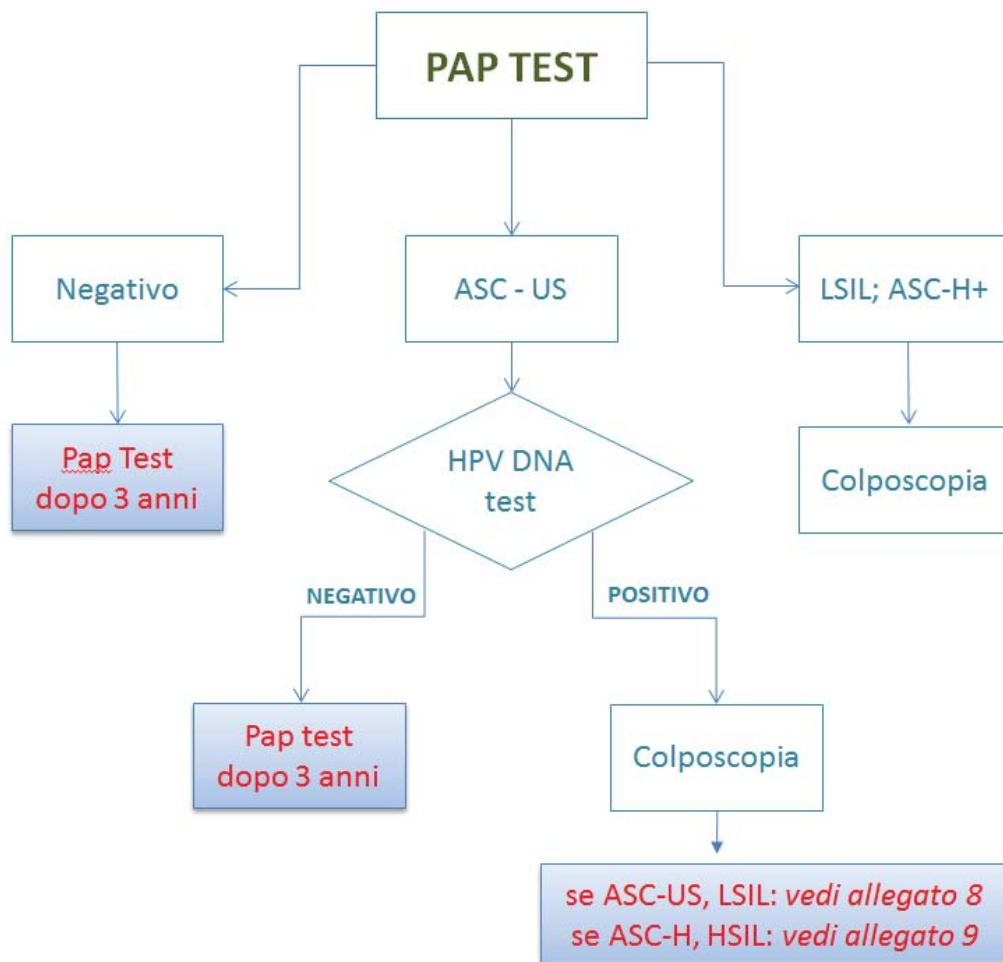 PAP TEST
Negativo
ASC - US
LSIL; ASC-H+
Pap Test
dopo 3 anni
HPV DNA
test
Colposcopia
NEGATIVO
POSITIVO
Pap test
dopo 3 anni
Colposcopia
se ASC-US, LSIL: vedi allegato 8
se ASC-H, HSIL: vedi allegato 9